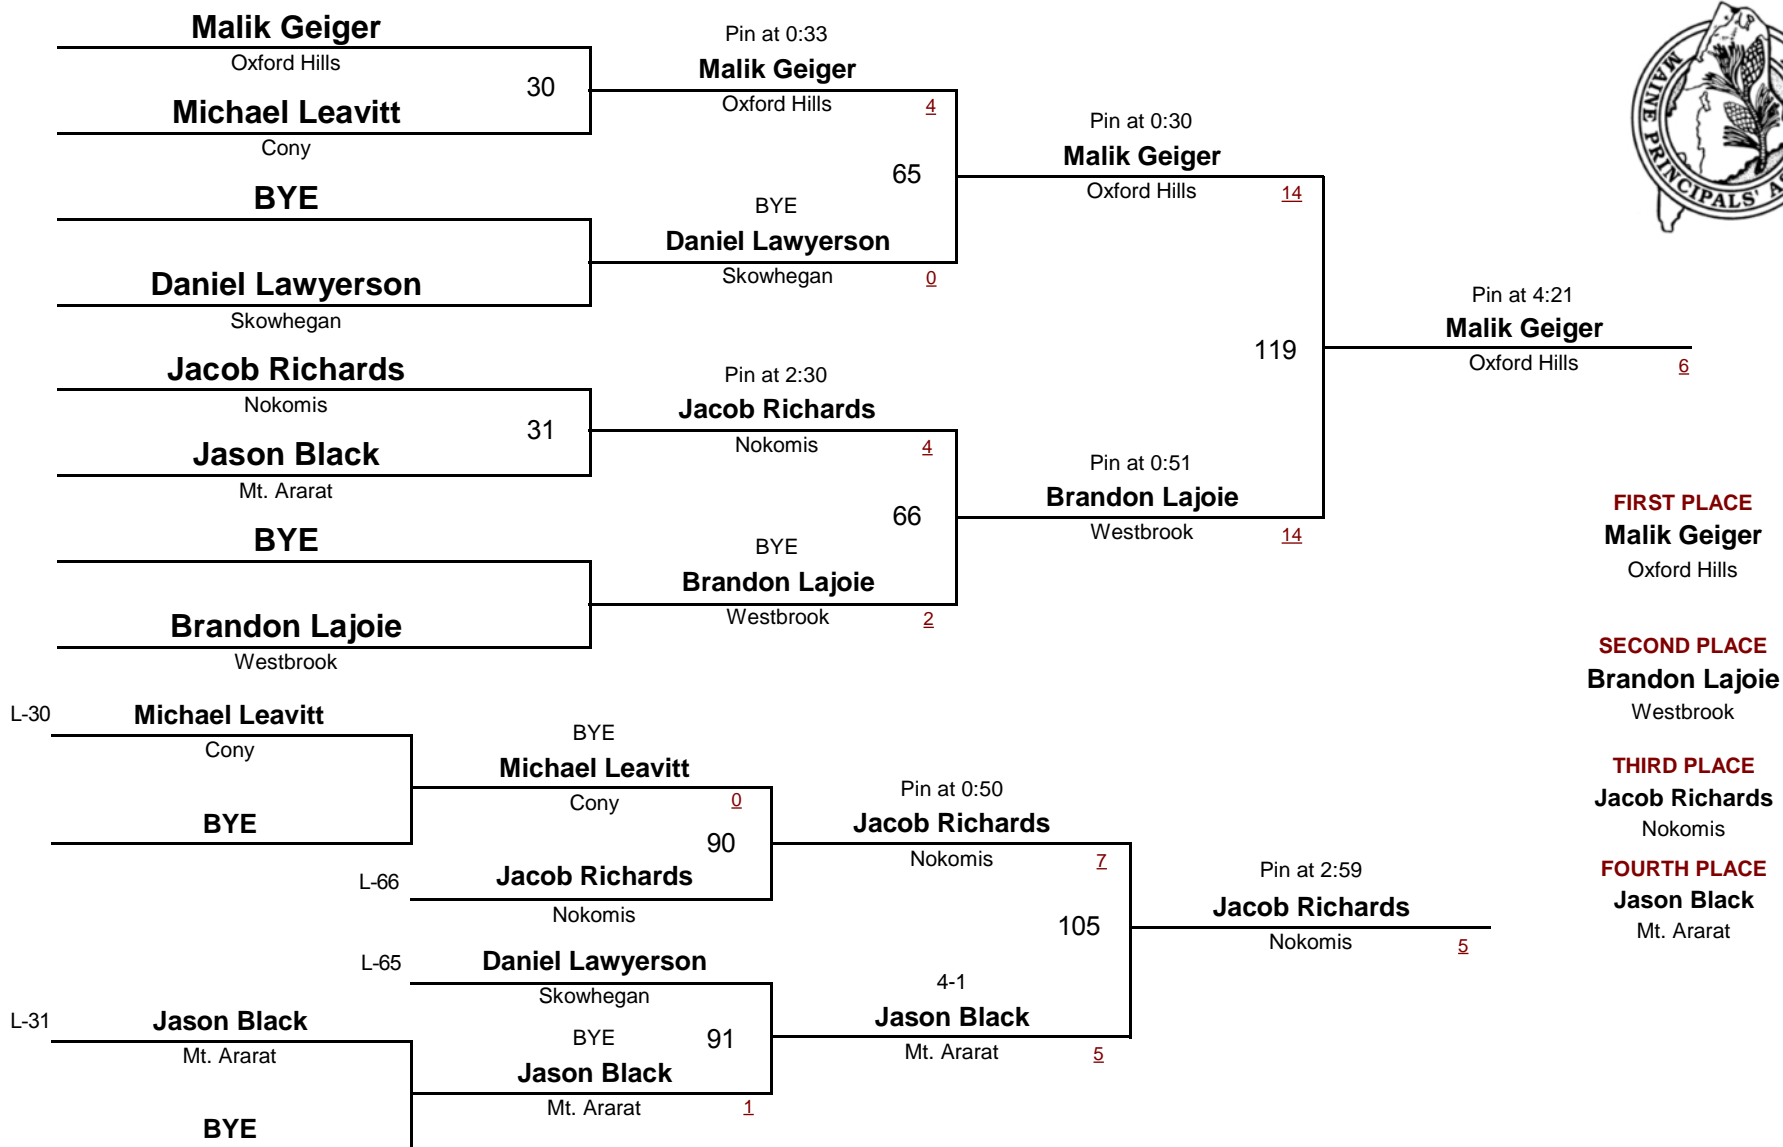 Malik Geiger
Oxford Hills
30
Michael Leavitt
Cony
BYE
Daniel Lawyerson
Skowhegan
Jacob Richards
Nokomis
31
Jason Black
Mt. Ararat
BYE
Brandon Lajoie
Westbrook
Pin at 0:33
Malik Geiger
Oxford Hills
4
65
BYE
Daniel Lawyerson
Skowhegan
0
Pin at 2:30
Jacob Richards
Nokomis
4
66
BYE
Brandon Lajoie
Westbrook
2
Pin at 0:30
Malik Geiger
Oxford Hills
14
119
Pin at 0:51
Brandon Lajoie
Westbrook
14
Pin at 4:21
Malik Geiger
Oxford Hills
6
MAINE PRINCIPALS'
FIRST PLACE
Malik Geiger
Oxford Hills
SECOND PLACE
Brandon Lajoie
Westbrook
THIRD PLACE
Jacob Richards
Nokomis
FOURTH PLACE
Jason Black
Mt. Ararat
L-30
Michael Leavitt
Cony
BYE
BYE
Michael Leavitt
Cony
0
90
L-66
Jacob Richards
Nokomis
L-65
Daniel Lawyerson
Skowhegan
L-31
Jason Black
Mt. Ararat
BYE
91
Jason Black
Mt. Ararat
1
BYE
Pin at 0:50
Jacob Richards
Nokomis
7
105
4-1
Jason Black
Mt. Ararat
5
Pin at 2:59
Jacob Richards
Nokomis
5